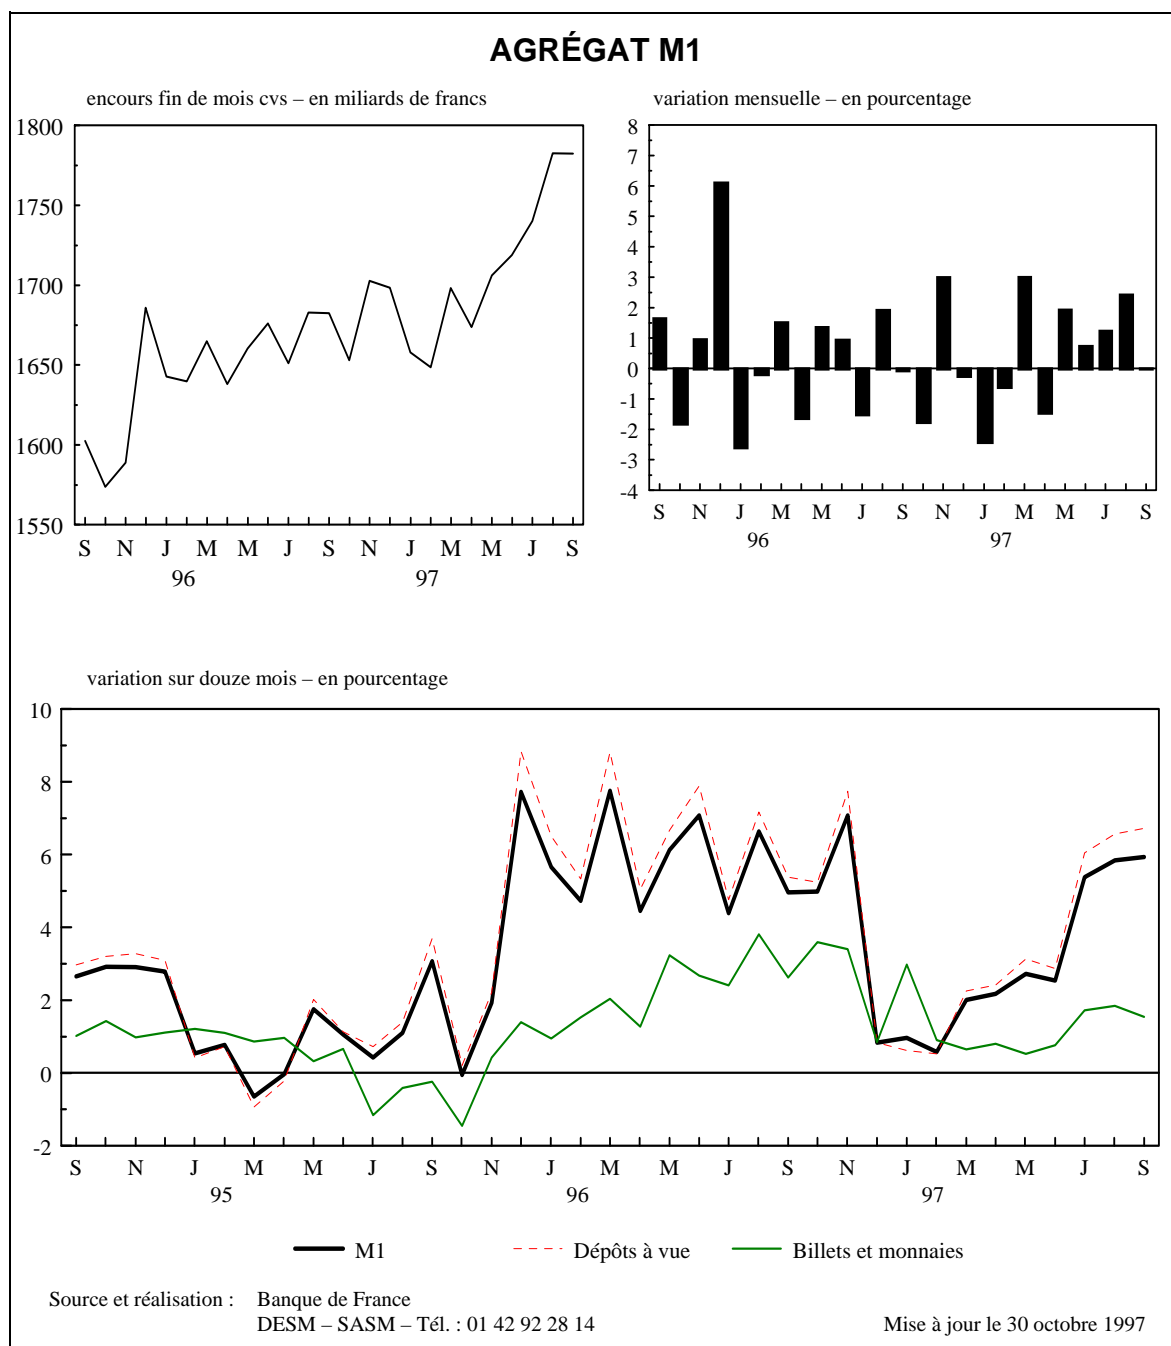 AGRÉGAT M1
encours fin de mois cvs – en miliards de francs
1800
1750
1700
1650
1600
1550
S N J M M J S N J M M J S
96 97
variation mensuelle – en pourcentage
8
7
6
5
4
3
2
1
0
-1
-2
-3
-4
S N J M M J S N J M M J S
96 97
variation sur douze mois – en pourcentage
10
8
6
4
2
0
-2
S N J M M J S N J M M J S N J M M J S
95 96 97
M1 Dépôts à vue Billets et monnaies
Source et réalisation : Banque de France
DESM – SASM – Tél. : 01 42 92 28 14 Mise à jour le 30 octobre 1997